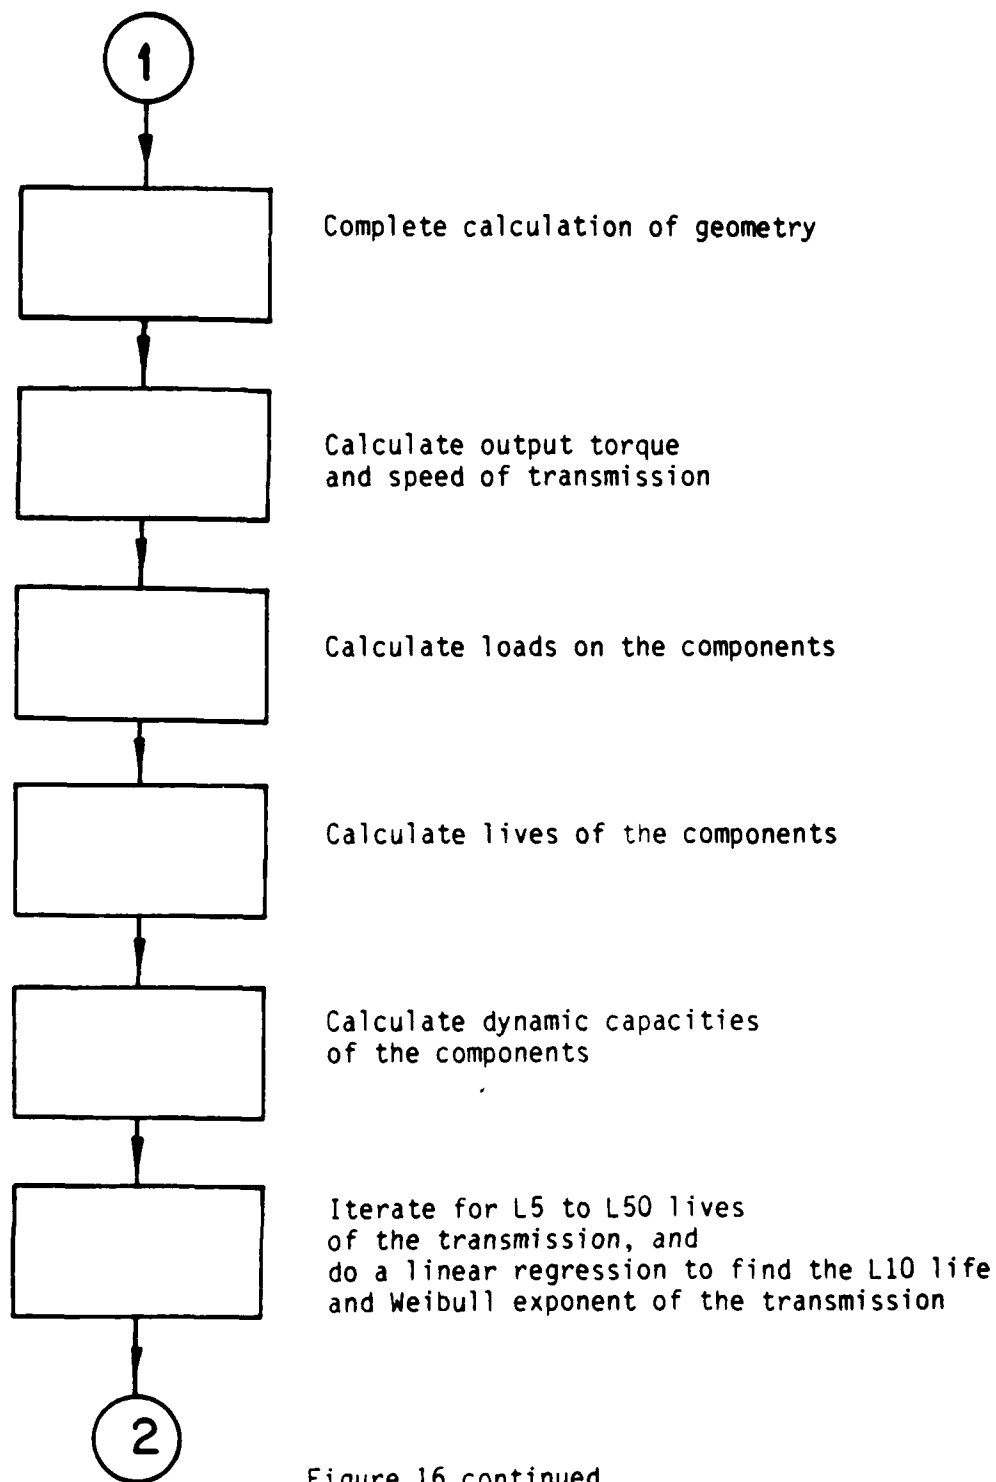 1
Complete calculation of geometry
Calculate output torque
and speed of transmission
Calculate loads on the components
Calculate lives of the components
Calculate dynamic capacities
of the components
Iterate for L5 to L50 lives
of the transmission, and
do a linear regression to find the L10 life
and Weibull exponent of the transmission
2
Figure 16 continued